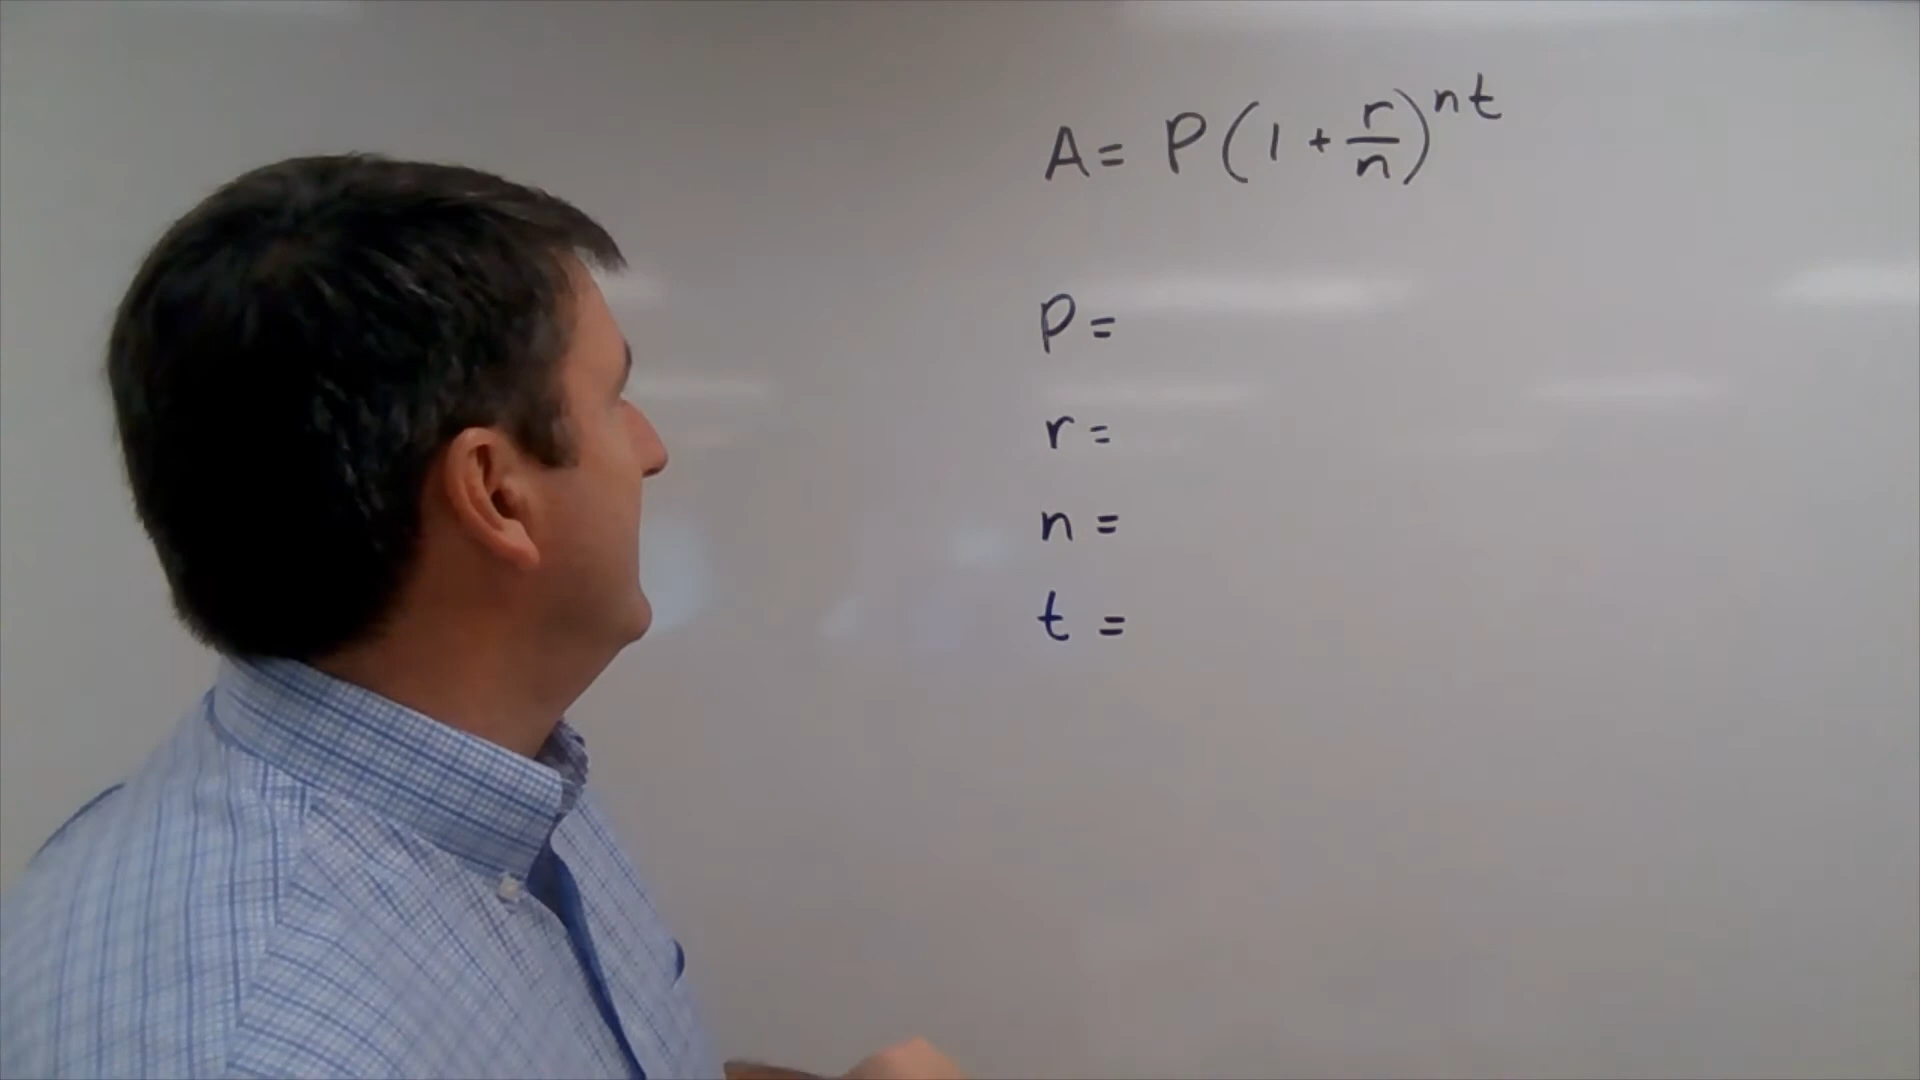 A = P(1 + r/n)^nt
P =
r =
n =
t =